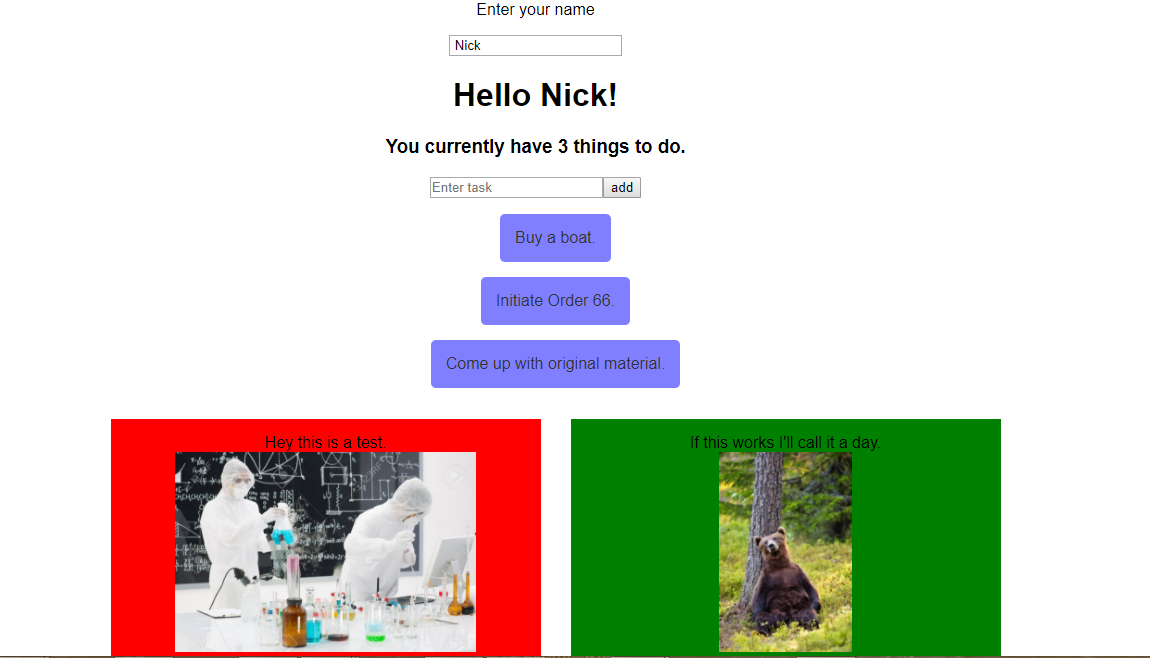 Enter your name
Nick
Hello Nick!
You currently have 3 things to do.
Enter task add
Buy a boat.
Initiate Order 66.
Come up with original material.
Hey this is a test.
If this works I'll call it a day.